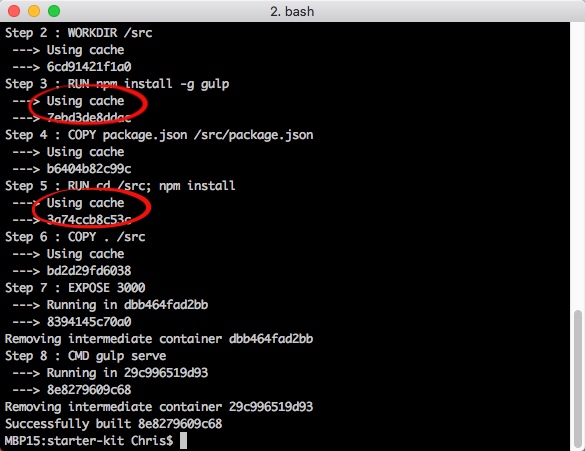 2. bash
Step 2 : WORKDIR /src
---> Using cache
---> 6cd91421f1a0
Step 3 : RUN npm install -g gulp
---> Using cache
---> 7ebd3de8ddac
Step 4 : COPY package.json /src/package.json
---> Using cache
---> b6404b82c99c
Step 5 : RUN cd /src; npm install
---> Using cache
---> 3a74ccb8c53c
Step 6 : COPY . /src
---> Using cache
---> bd2d29fd6038
Step 7 : EXPOSE 3000
---> Running in dbb464fad2bb
---> 8394145c70a0
Removing intermediate container dbb464fad2bb
Step 8 : CMD gulp serve
---> Running in 29c996519d93
---> 8e8279609c68
Removing intermediate container 29c996519d93
Successfully built 8e8279609c68
MBP15:starter-kit Chris$